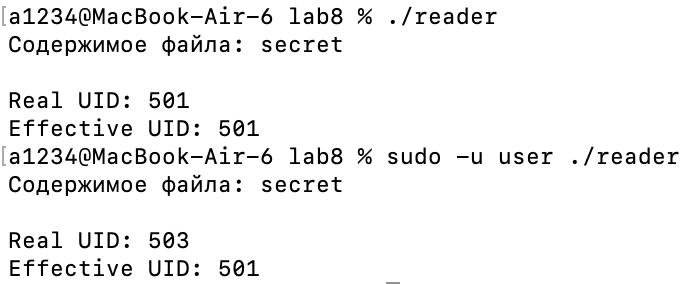 [a1234@MacBook-Air-6 lab8 % ./reader
Содержимое файла: secret
Real UID: 501
Effective UID: 501
[a1234@MacBook-Air-6 lab8 % sudo -u user ./reader
Содержимое файла: secret
Real UID: 503
Effective UID: 501